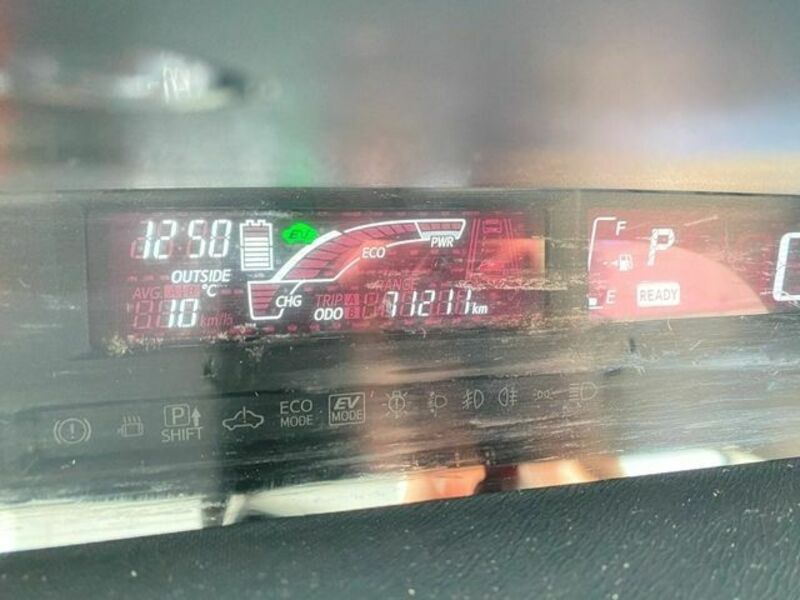 12:50
EV
ECO
PWR
OUTSIDE
°C
10
AVG.
km/L
CHG
TRIP A
B
RANGE
ODO 71211 km
F
E
P
READY
P SHIFT
ECO MODE
EV MODE